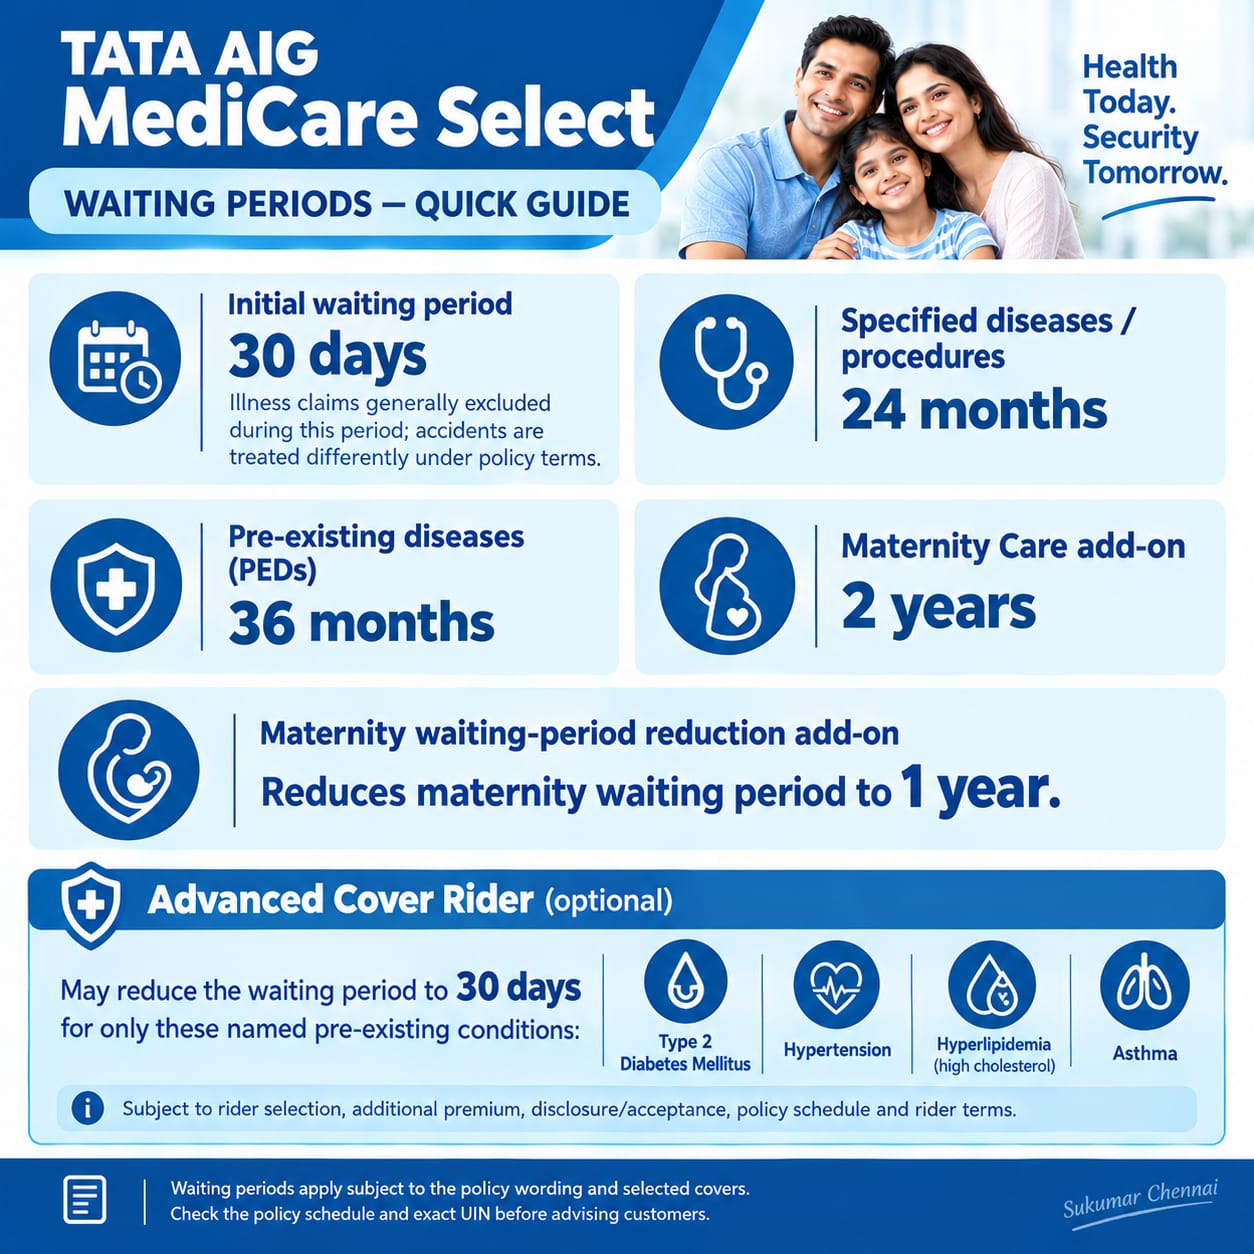 TATA AIG
MediCare Select
WAITING PERIODS – QUICK GUIDE
Health
Today.
Security
Tomorrow.
Initial waiting period
30 days
Illness claims generally excluded
during this period; accidents are
treated differently under policy terms.
Specified diseases /
procedures
24 months
Pre-existing diseases
(PEDs)
36 months
Maternity Care add-on
2 years
Maternity waiting-period reduction add-on
Reduces maternity waiting period to 1 year.
Advanced Cover Rider (optional)
May reduce the waiting period to 30 days
for only these named pre-existing conditions:
Type 2
Diabetes Mellitus
Hypertension
Hyperlipidemia
(high cholesterol)
Asthma
i Subject to rider selection, additional premium, disclosure/acceptance, policy schedule and rider terms.
Waiting periods apply subject to the policy wording and selected covers.
Check the policy schedule and exact UIN before advising customers.
Sukumar Chennai